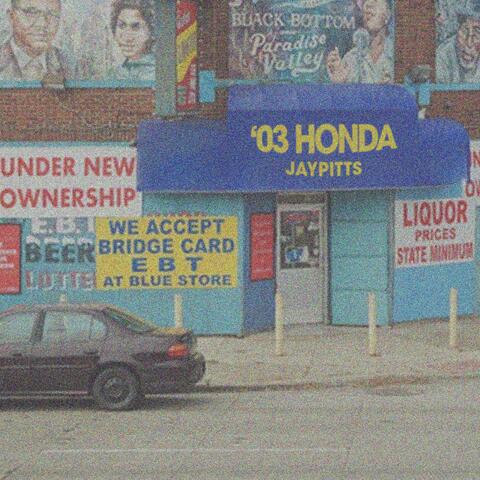 BLACK BOTTOM
Paradise
Valley
'03 HONDA
JAYPITTS
UNDER NEW
OWNERSHIP
EBT
BEER
LOTTE
WE ACCEPT
BRIDGE CARD
EBT
AT BLUE STORE
LIQUOR
PRICES
STATE MINIMUM